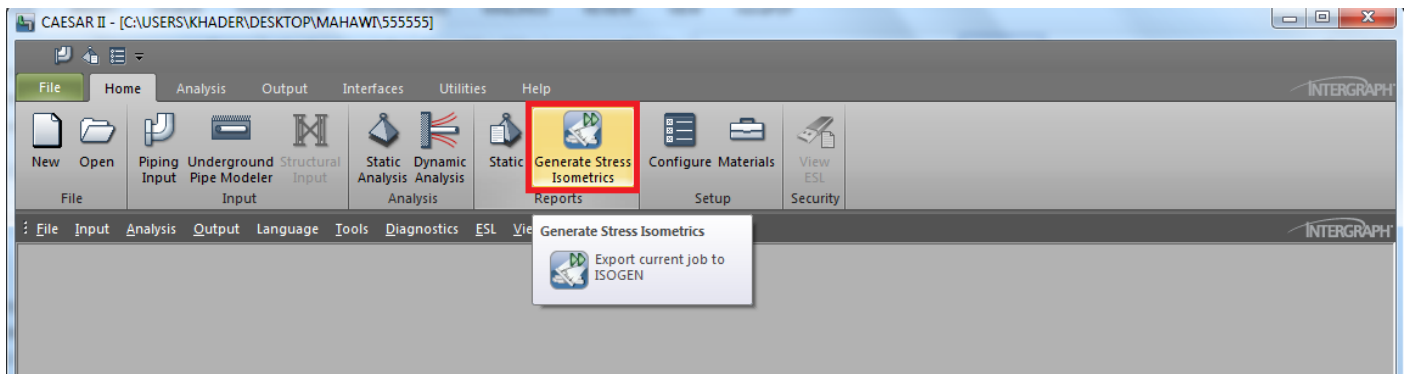 CAESAR II - [C:\USERS\KHADER\DESKTOP\MAHAWI\555555]
File Home Analysis Output Interfaces Utilities Help INTERGRAPH
New Open Piping Input Underground Pipe Modeler Structural Input Static Analysis Dynamic Analysis Static Generate Stress Isometrics Configure Materials View ESL
File Input Analysis Reports Setup Security
File Input Analysis Output Language Tools Diagnostics ESL Vie INTERGRAPH
Generate Stress Isometrics
Export current job to
ISOGEN